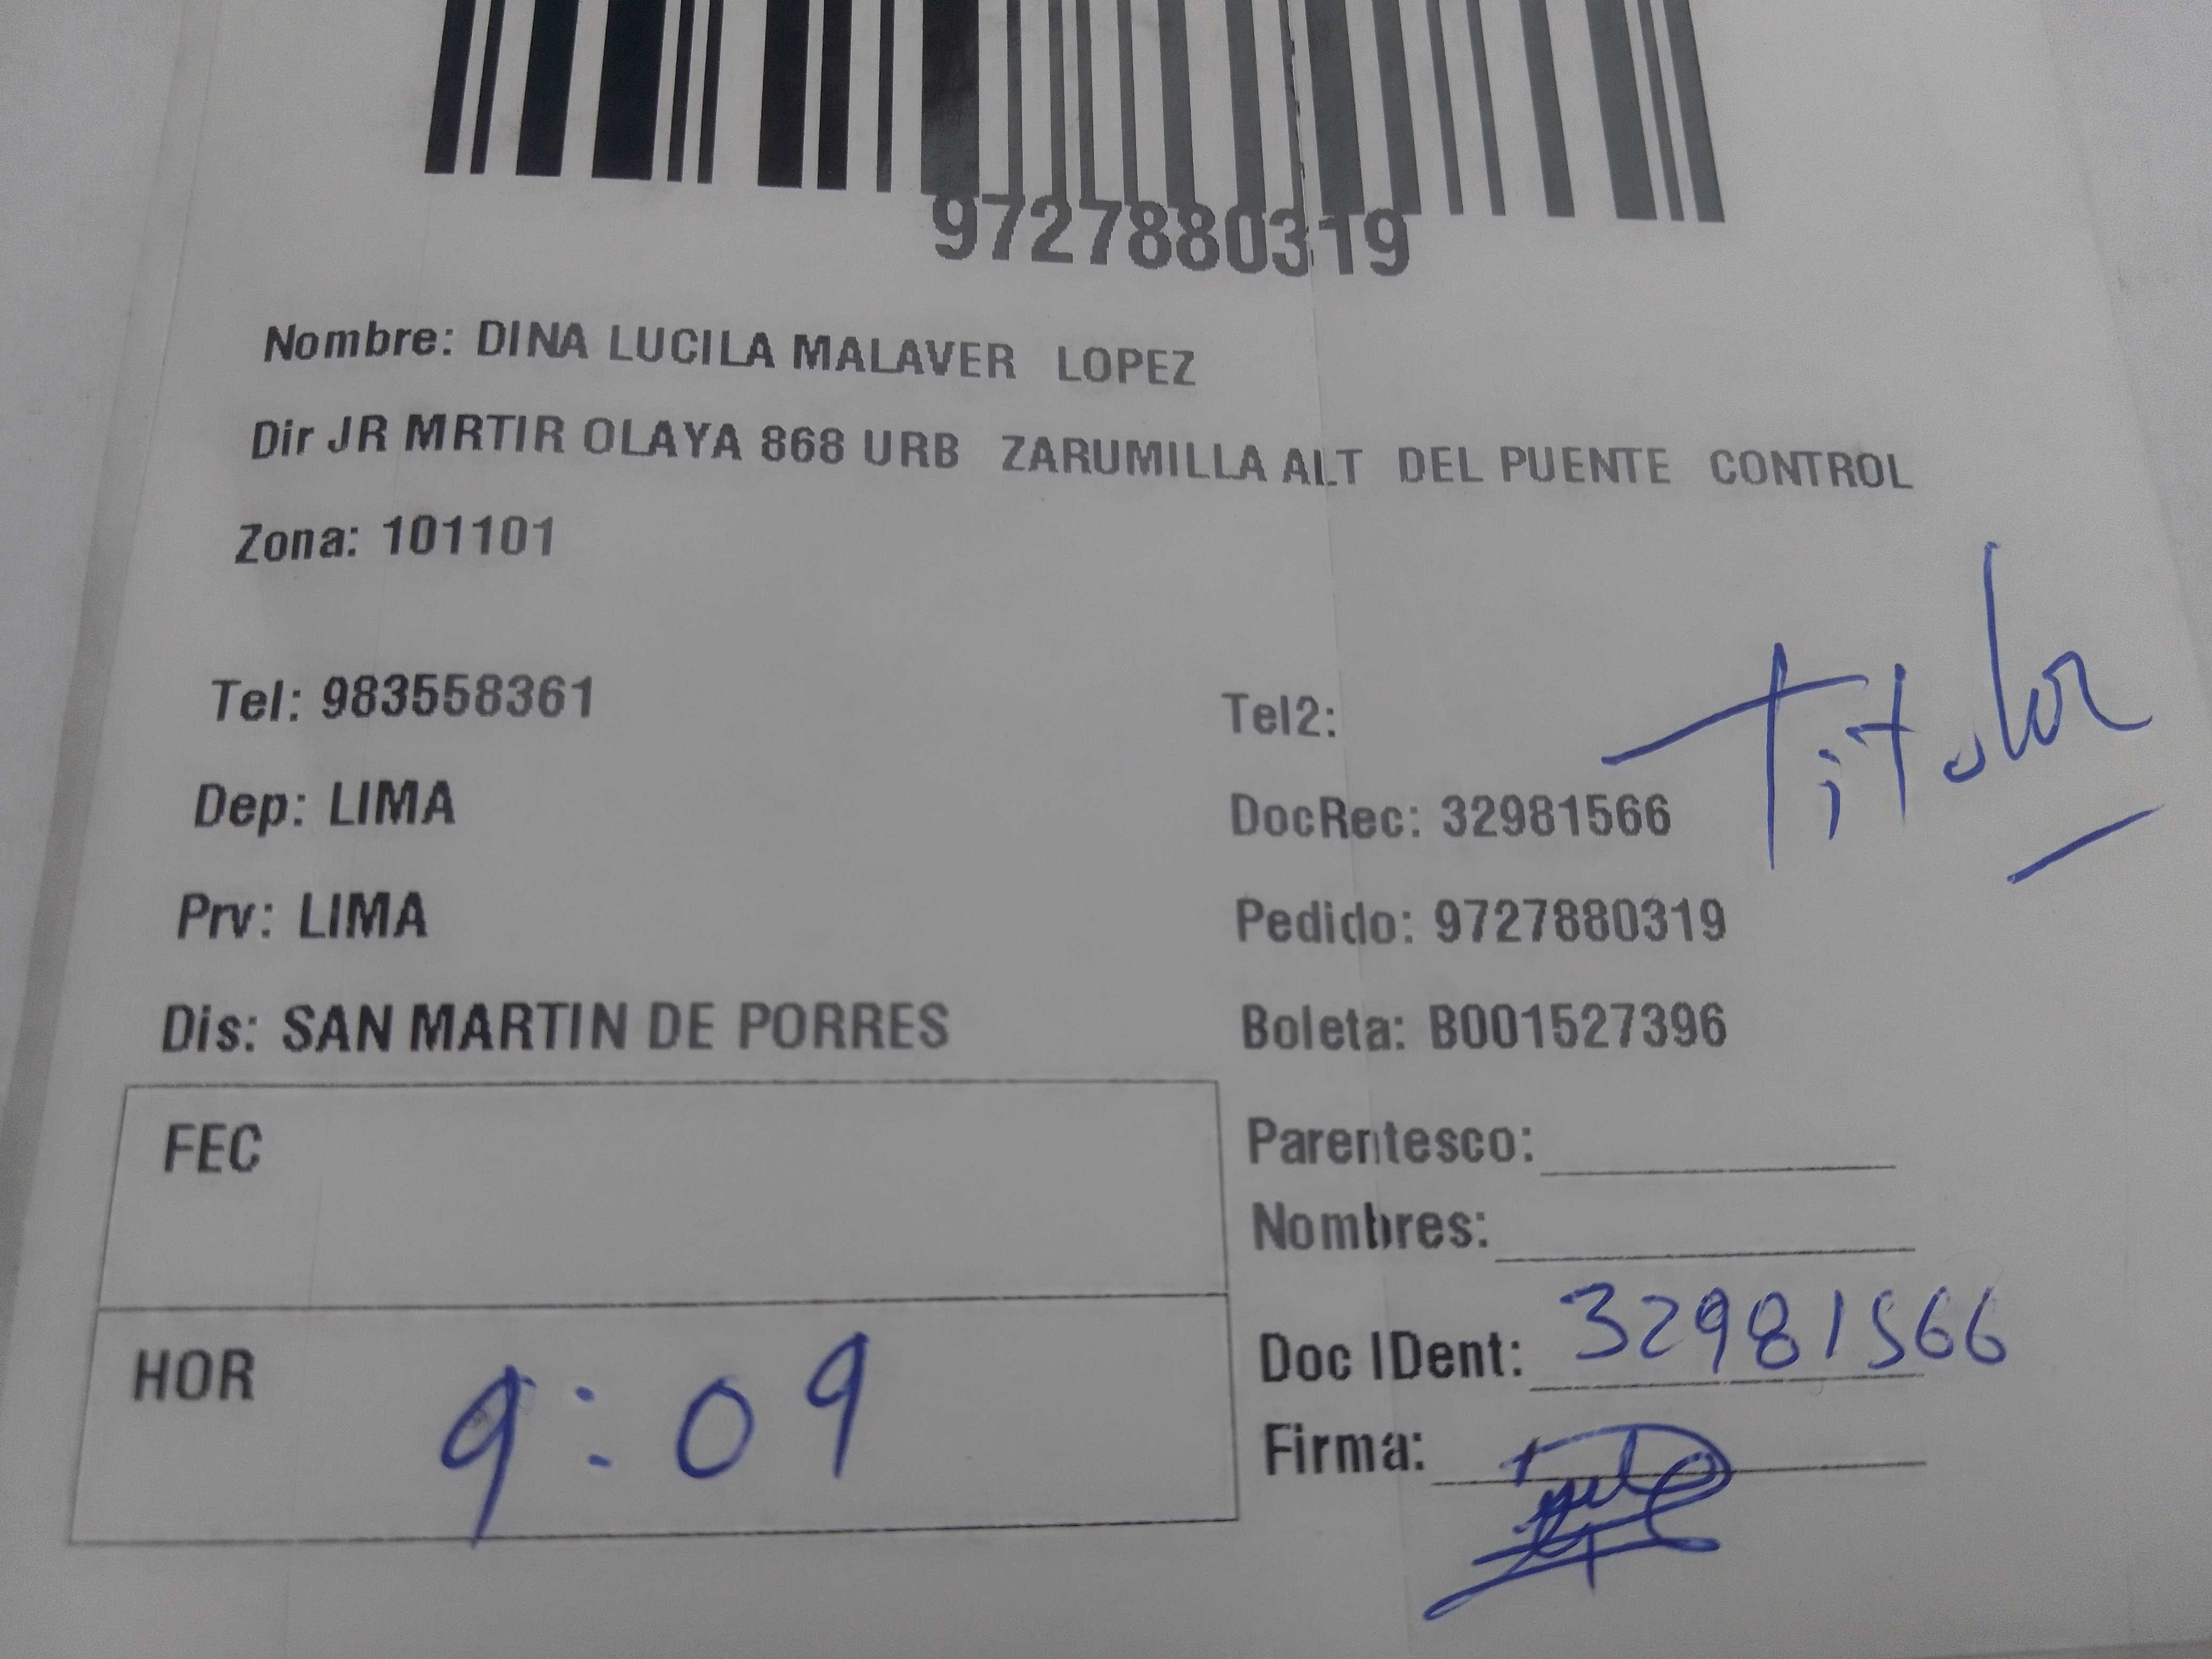 9727880319
Nombre: DINA LUCILA MALAVER LOPEZ
Dir JR MRTIR OLAYA 868 URB ZARUMILLA ALT DEL PUENTE CONTROL
Zona: 101101
Tel: 983558361
Tel2:
Titular
Dep: LIMA
DocRec: 32981566
Prv: LIMA
Pedido: 9727880319
Dis: SAN MARTIN DE PORRES
Boleta: B001527396
FEC
Parentesco:
Nombres:
HOR 9:09
Doc IDent: 32981566
Firma: